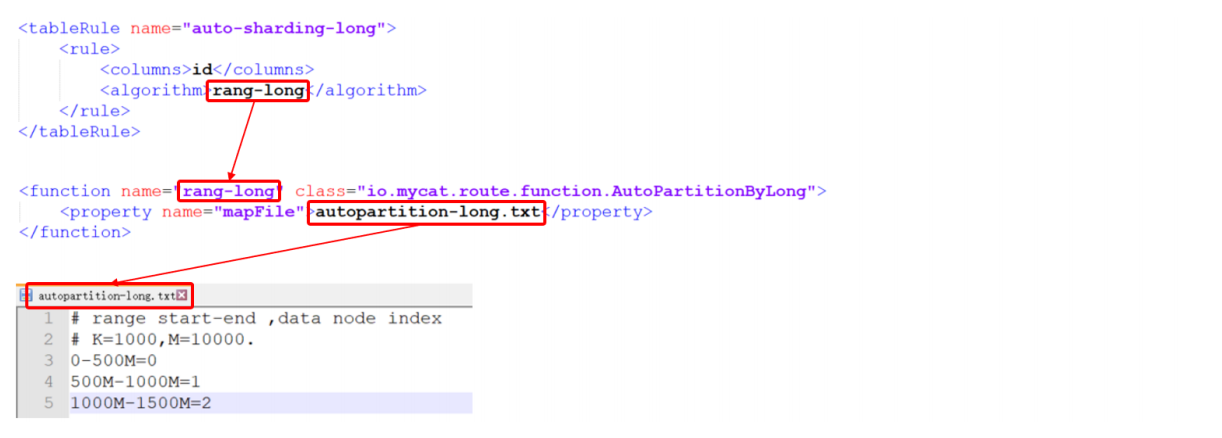 <tableRule name="auto-sharding-long">
<rule>
<columns>id</columns>
<algorithm>rang-long</algorithm>
</rule>
</tableRule>
<function name="rang-long" class="io.mycat.route.function.AutoPartitionByLong">
<property name="mapFile">autopartition-long.txt</property>
</function>
autopartition-long.txt
1 # range start-end ,data node index
2 # K=1000,M=10000.
3 0-500M=0
4 500M-1000M=1
5 1000M-1500M=2